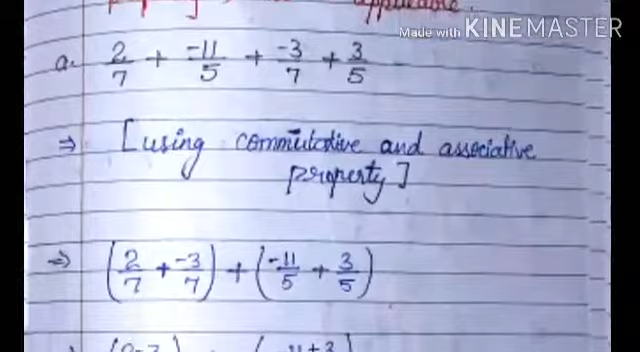 applicable.
Made with KINEMASTER
a. 2/7 + -11/5 + -3/7 + 3/5
⇒ [using commutative and associative
property]
⇒ (2/7 + -3/7) + (-11/5 + 3/5)